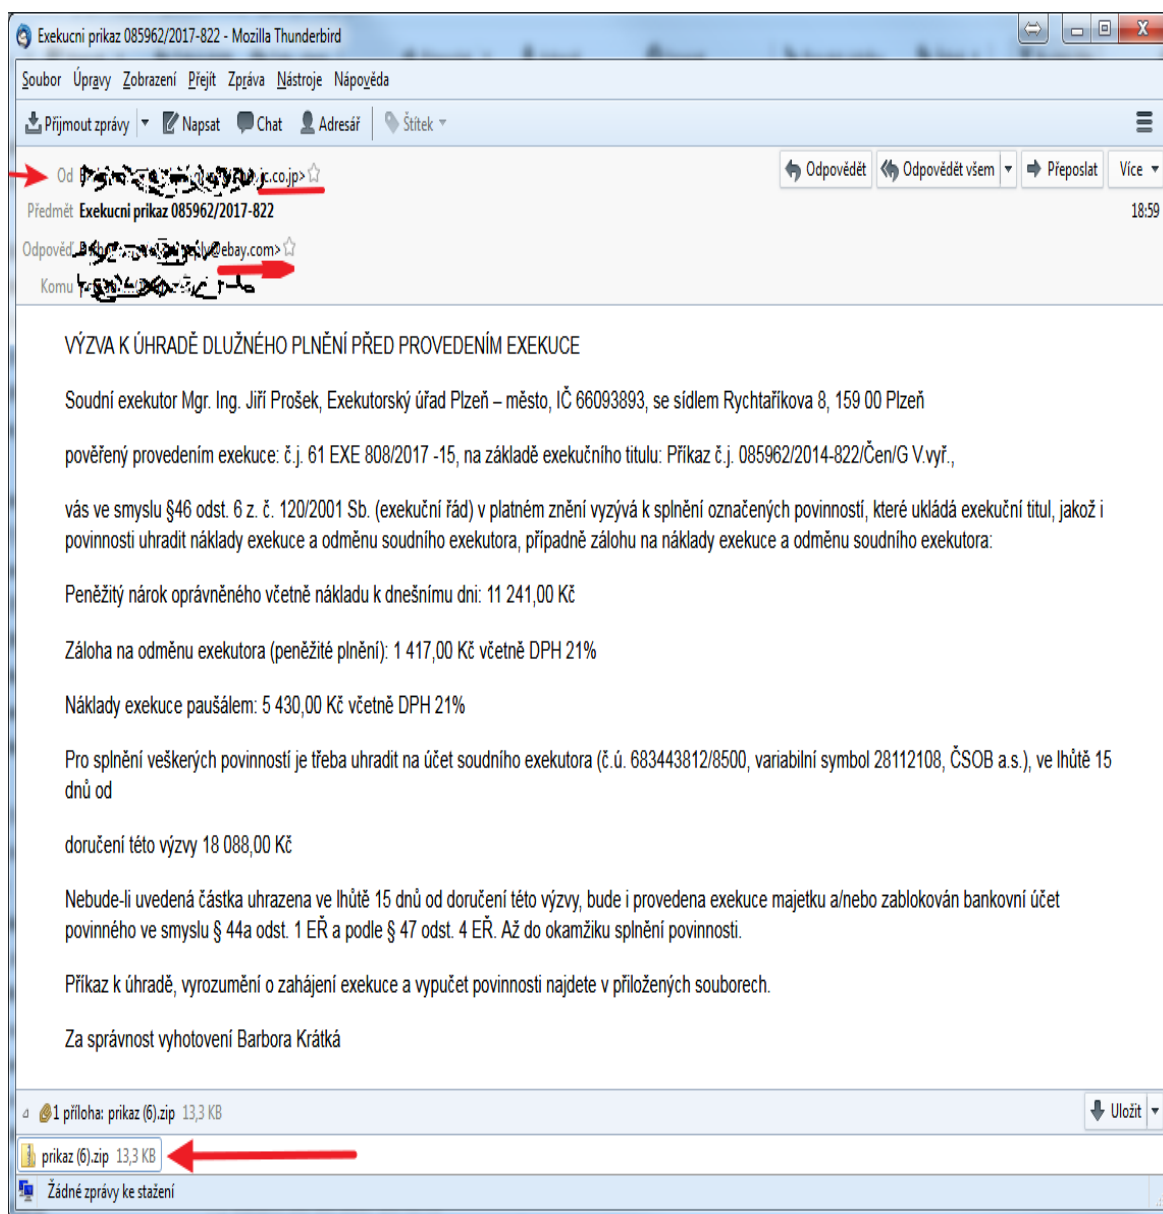 Exekucni prikaz 085962/2017-822 - Mozilla Thunderbird
Soubor Úpravy Zobrazení Přejít Zpráva Nástroje Nápověda
Přijmout zprávy Napsat Chat Adresář Štítek
Od jc.co.jp> Odpovědět Odpovědět všem Přeposlat Více
Předmět Exekucni prikaz 085962/2017-822 18:59
Odpověď @ebay.com>
Komu
VÝZVA K ÚHRADĚ DLUŽNÉHO PLNĚNÍ PŘED PROVEDENÍM EXEKUCE
Soudní exekutor Mgr. Ing. Jiří Prošek, Exekutorský úřad Plzeň – město, IČ 66093893, se sídlem Rychtaříkova 8, 159 00 Plzeň
pověřený provedením exekuce: č.j. 61 EXE 808/2017 -15, na základě exekučního titulu: Příkaz č.j. 085962/2014-822/Čen/G V.vyř.,
vás ve smyslu §46 odst. 6 z. č. 120/2001 Sb. (exekuční řád) v platném znění vyzývá k splnění označených povinností, které ukládá exekuční titul, jakož i
povinnosti uhradit náklady exekuce a odměnu soudního exekutora, případně zálohu na náklady exekuce a odměnu soudního exekutora:
Peněžitý nárok oprávněného včetně nákladu k dnešnímu dni: 11 241,00 Kč
Záloha na odměnu exekutora (peněžité plnění): 1 417,00 Kč včetně DPH 21%
Náklady exekuce paušálem: 5 430,00 Kč včetně DPH 21%
Pro splnění veškerých povinností je třeba uhradit na účet soudního exekutora (č.ú. 683443812/8500, variabilní symbol 28112108, ČSOB a.s.), ve lhůtě 15
dnů od
doručení této výzvy 18 088,00 Kč
Nebude-li uvedená částka uhrazena ve lhůtě 15 dnů od doručení této výzvy, bude i provedena exekuce majetku a/nebo zablokován bankovní účet
povinného ve smyslu § 44a odst. 1 EŘ a podle § 47 odst. 4 EŘ. Až do okamžiku splnění povinnosti.
Příkaz k úhradě, vyrozumění o zahájení exekuce a vypučet povinnosti najdete v přiložených souborech.
Za správnost vyhotovení Barbora Krátká
1 příloha: prikaz (6).zip 13,3 KB Uložit
prikaz (6).zip 13,3 KB
Žádné zprávy ke stažení